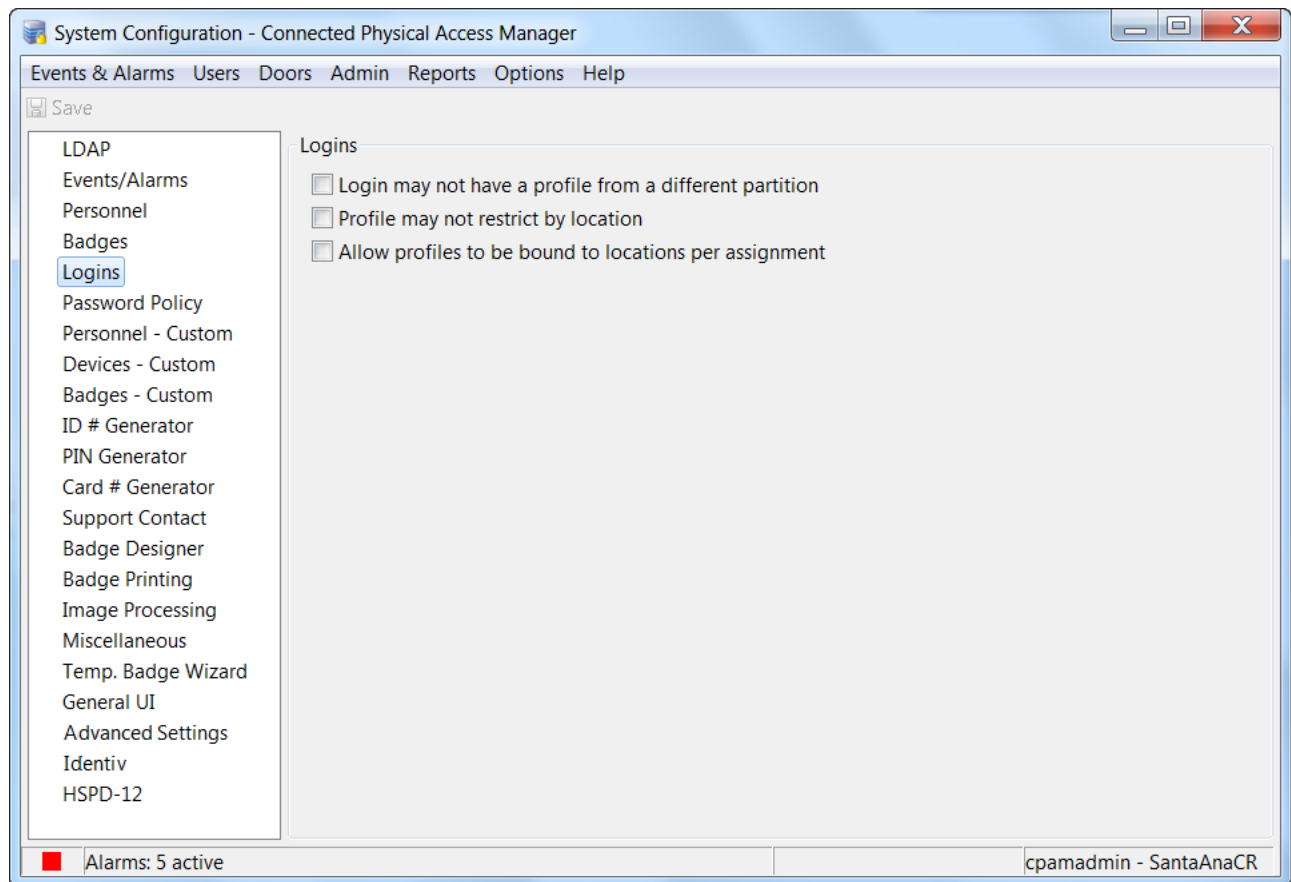 System Configuration - Connected Physical Access Manager
Events & Alarms Users Doors Admin Reports Options Help
Save
LDAP
Events/Alarms
Personnel
Badges
Logins
Password Policy
Personnel - Custom
Devices - Custom
Badges - Custom
ID # Generator
PIN Generator
Card # Generator
Support Contact
Badge Designer
Badge Printing
Image Processing
Miscellaneous
Temp. Badge Wizard
General UI
Advanced Settings
Identiv
HSPD-12
Logins
Login may not have a profile from a different partition
Profile may not restrict by location
Allow profiles to be bound to locations per assignment
Alarms: 5 active
cpamadmin - SantaAnaCR